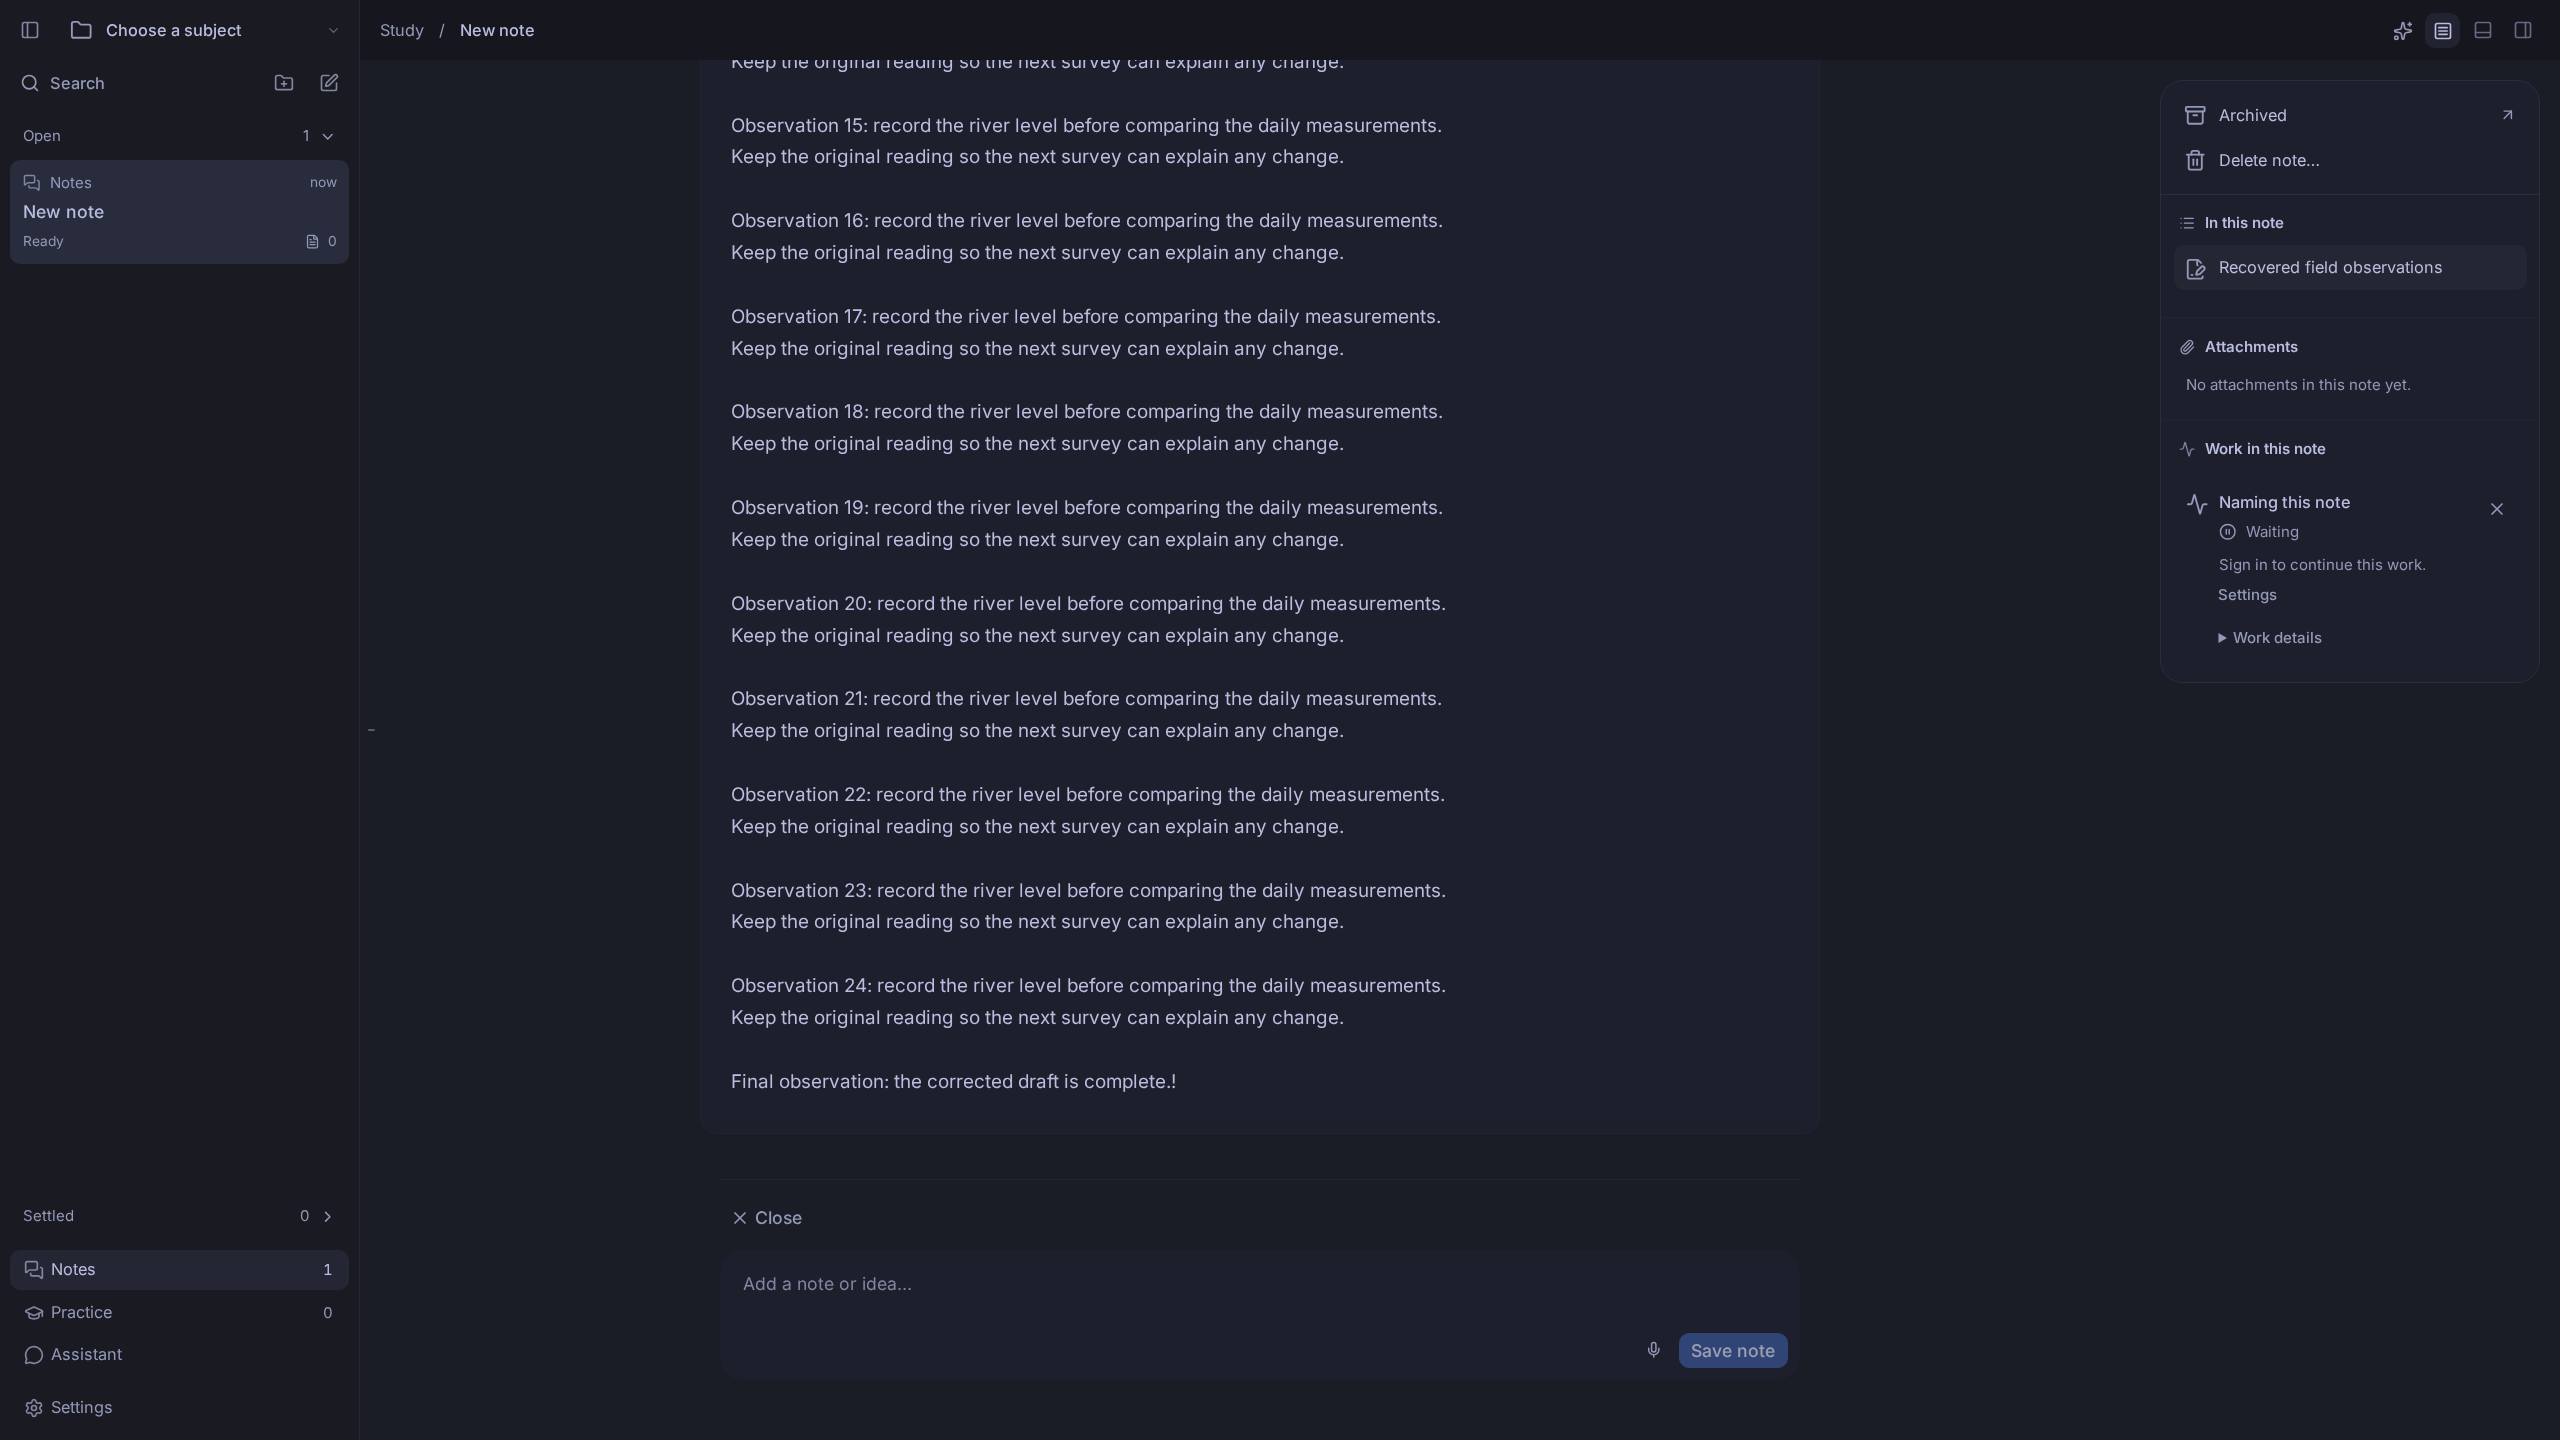 Choose a subject
Search
Open 1
Notes now
New note
Ready 0
Settled 0
Notes 1
Practice 0
Assistant
Settings
Study / New note
Keep the original reading so the next survey can explain any change.
Observation 15: record the river level before comparing the daily measurements.
Keep the original reading so the next survey can explain any change.
Observation 16: record the river level before comparing the daily measurements.
Keep the original reading so the next survey can explain any change.
Observation 17: record the river level before comparing the daily measurements.
Keep the original reading so the next survey can explain any change.
Observation 18: record the river level before comparing the daily measurements.
Keep the original reading so the next survey can explain any change.
Observation 19: record the river level before comparing the daily measurements.
Keep the original reading so the next survey can explain any change.
Observation 20: record the river level before comparing the daily measurements.
Keep the original reading so the next survey can explain any change.
Observation 21: record the river level before comparing the daily measurements.
Keep the original reading so the next survey can explain any change.
Observation 22: record the river level before comparing the daily measurements.
Keep the original reading so the next survey can explain any change.
Observation 23: record the river level before comparing the daily measurements.
Keep the original reading so the next survey can explain any change.
Observation 24: record the river level before comparing the daily measurements.
Keep the original reading so the next survey can explain any change.
Final observation: the corrected draft is complete.!
Close
Add a note or idea...
Save note
Archived
Delete note...
In this note
Recovered field observations
Attachments
No attachments in this note yet.
Work in this note
Naming this note
Waiting
Sign in to continue this work.
Settings
Work details